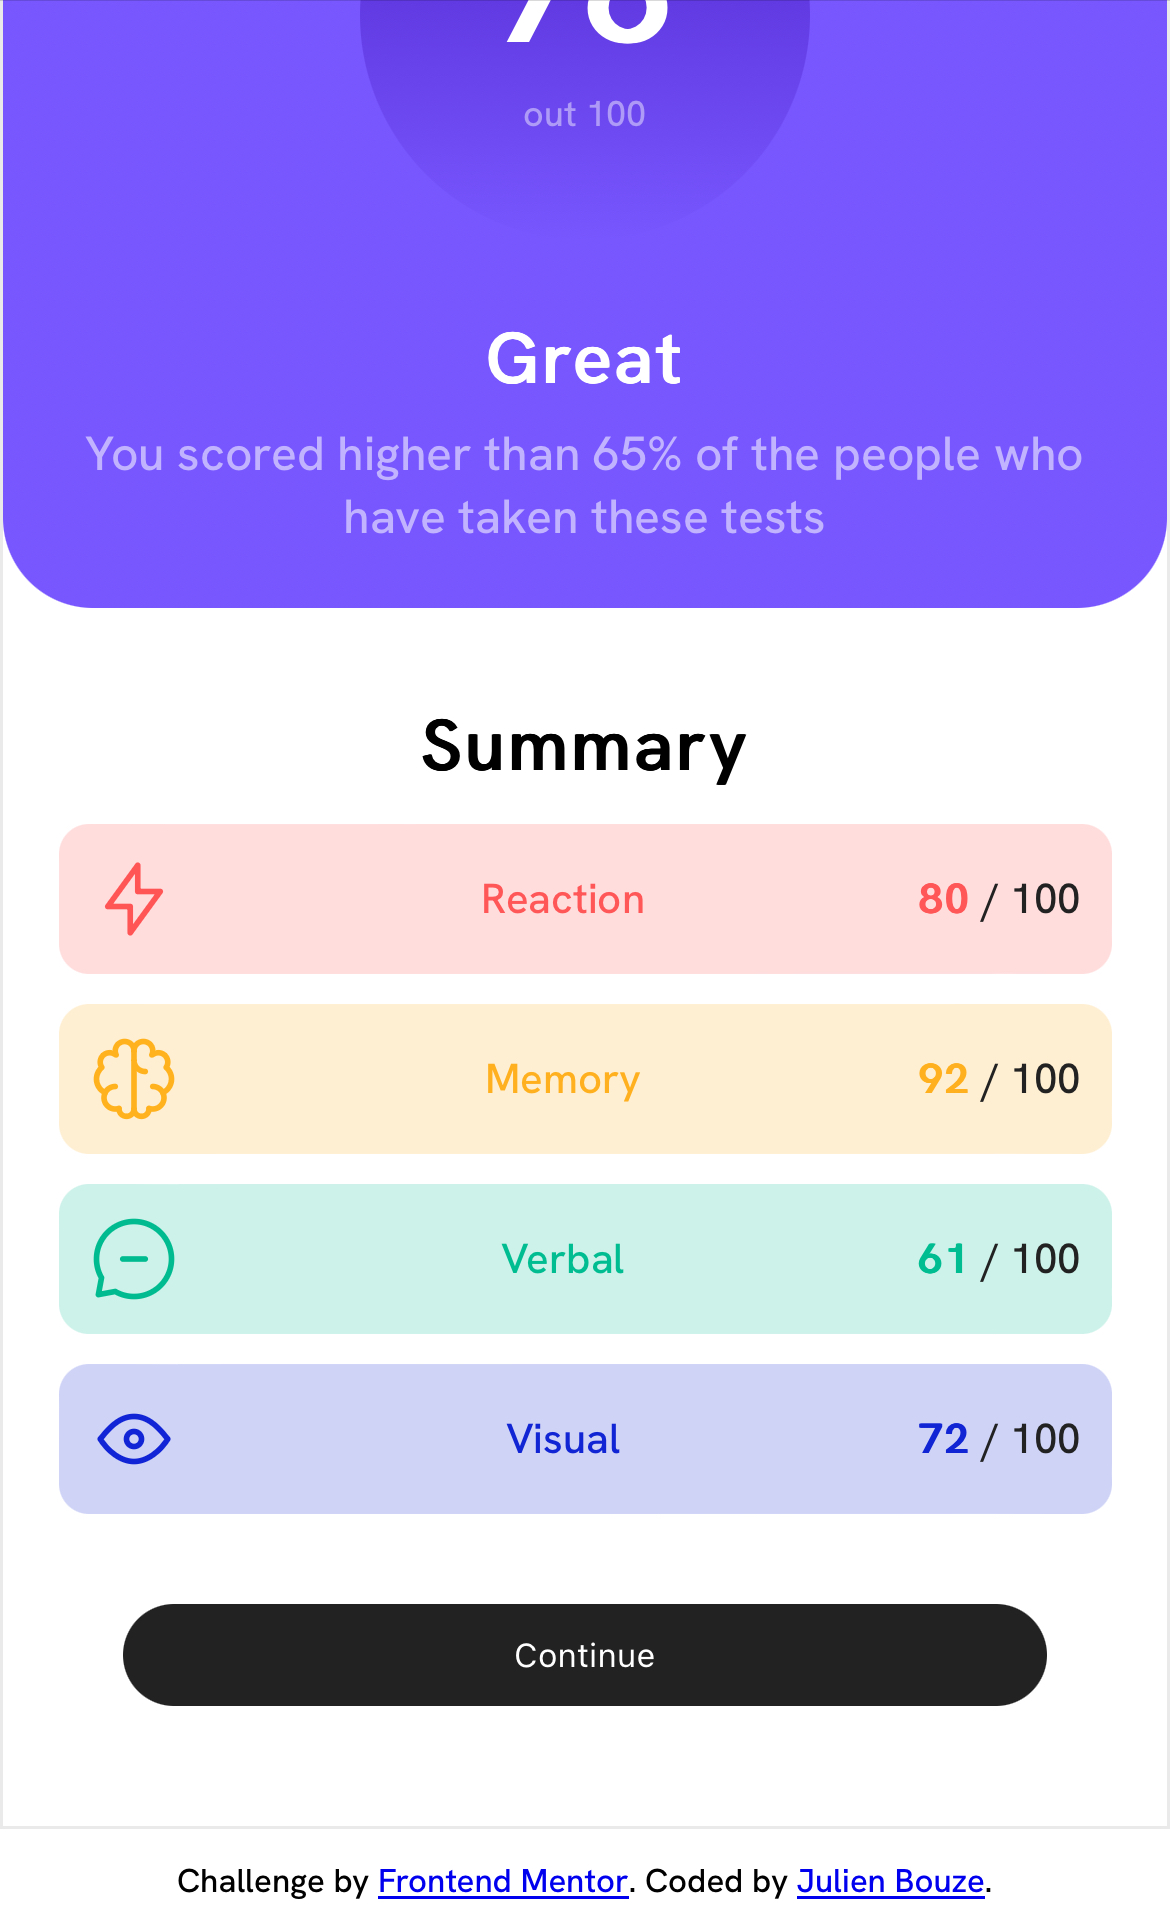 out 100
Great
You scored higher than 65% of the people who
have taken these tests
Summary
Reaction 80 / 100
Memory 92 / 100
Verbal 61 / 100
Visual 72 / 100
Continue
Challenge by Frontend Mentor. Coded by Julien Bouze.